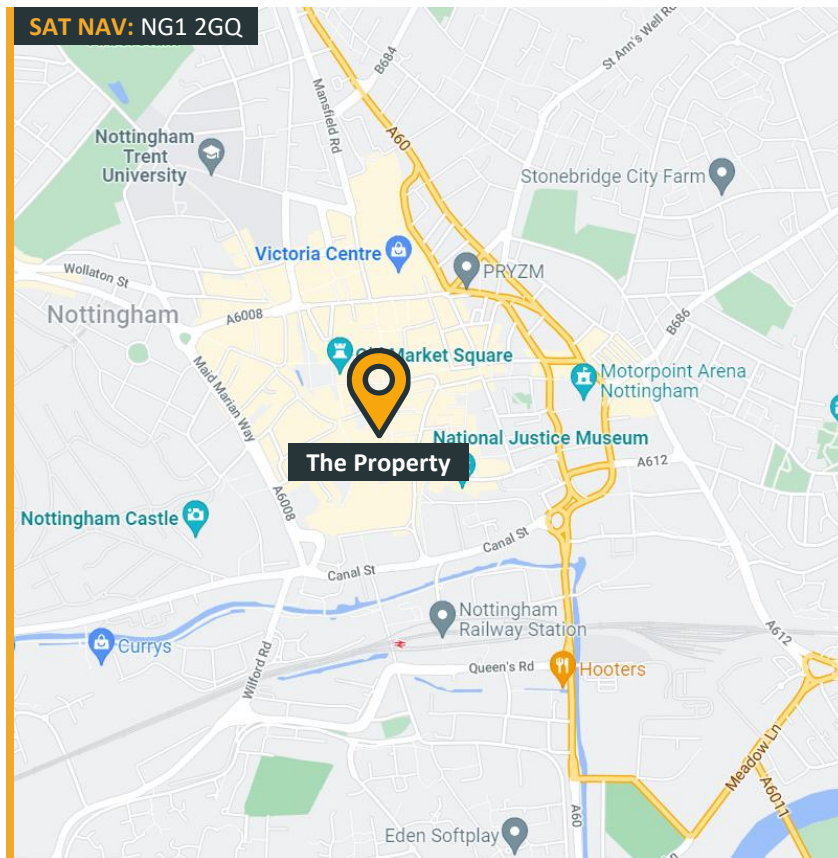 SAT NAV: NG1 2GQ
B684
St Ann's Well Rd
Mansfield Rd
A60
Nottingham
Trent
University
Stonebridge City Farm
Victoria Centre
PRYZM
Wollaton St
Nottingham
A6008
B686
Market Square
Motorpoint Arena
Nottingham
Maid Marian Way
The Property
National Justice Museum
A612
A6008
Nottingham Castle
Canal St
Canal St
Nottingham
Railway Station
A612
Currys
Wilford Rd
Queen's Rd
Hooters
Meadow Ln
A6011
A60
Eden Softplay